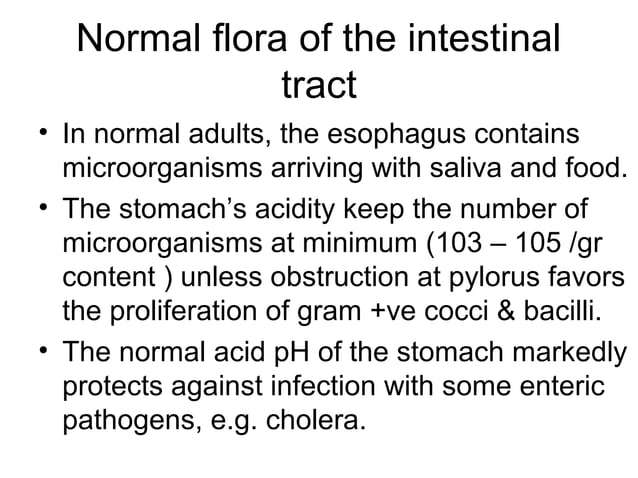 Normal flora of the intestinal
tract
• In normal adults, the esophagus contains
microorganisms arriving with saliva and food.
• The stomach’s acidity keep the number of
microorganisms at minimum (103 – 105 /gr
content ) unless obstruction at pylorus favors
the proliferation of gram +ve cocci & bacilli.
• The normal acid pH of the stomach markedly
protects against infection with some enteric
pathogens, e.g. cholera.